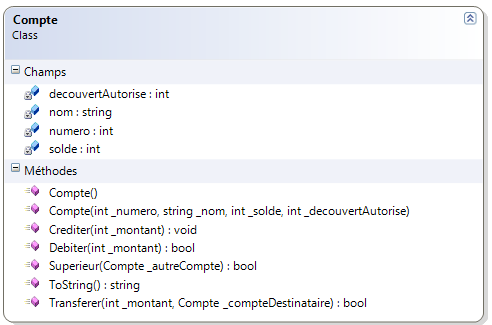 Compte
Class
Champs
decouvertAutorise : int
nom : string
numero : int
solde : int
Méthodes
Compte()
Compte(int _numero, string _nom, int _solde, int _decouvertAutorise)
Crediter(int _montant) : void
Debiter(int _montant) : bool
Superieur(Compte _autreCompte) : bool
ToString() : string
Transferer(int _montant, Compte _compteDestinataire) : bool